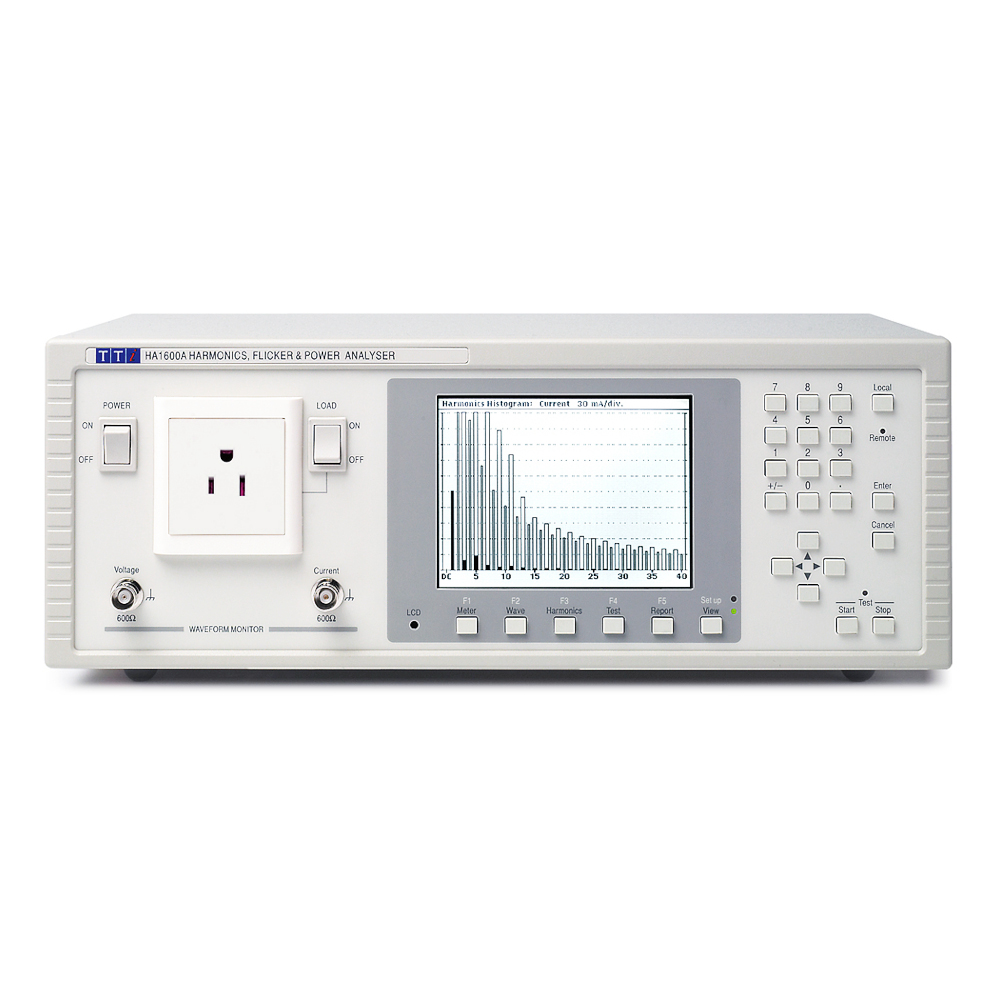 TTi HA1600A HARMONICS, FLICKER & POWER ANALYSER
POWER
ON
OFF
LOAD
ON
OFF
Voltage
600Ω
Current
600Ω
WAVEFORM MONITOR
LCD
Harmonics Histogram: Current 30 mA/div.
DC 5 10 15 20 25 30 35 40
F1 F2 F3 F4 F5 Set up
Meter Wave Harmonics Test Report View
7 8 9 Local
4 5 6
Remote
1 2 3
+/− 0 . Enter
Cancel
Test
Start Stop